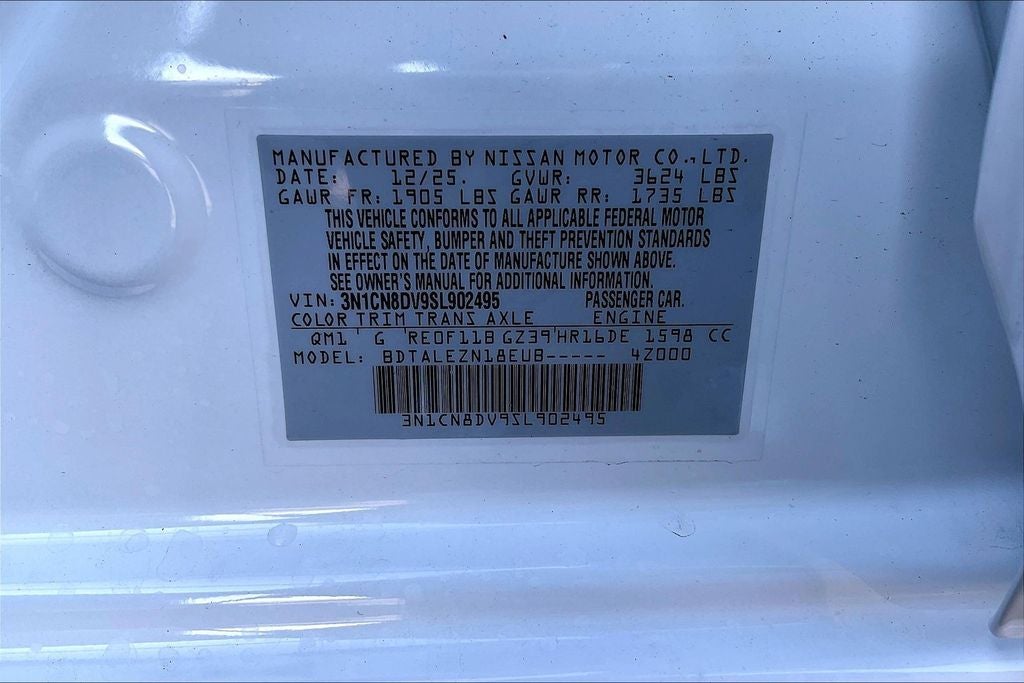 MANUFACTURED BY NISSAN MOTOR CO.,LTD.
DATE: 12/25. GVWR: 3624 LBS
GAWR FR: 1905 LBS GAWR RR: 1735 LBS
THIS VEHICLE CONFORMS TO ALL APPLICABLE FEDERAL MOTOR
VEHICLE SAFETY, BUMPER AND THEFT PREVENTION STANDARDS
IN EFFECT ON THE DATE OF MANUFACTURE SHOWN ABOVE.
SEE OWNER'S MANUAL FOR ADDITIONAL INFORMATION.
VIN: 3N1CN8DV9SL902495 PASSENGER CAR.
COLOR TRIM TRANS AXLE ENGINE
QM1 G RE0F11B GZ39 HR16DE 1598 CC
MODEL: BDTALEZN18EUB----- 4Z000
3N1CN8DV9SL902495